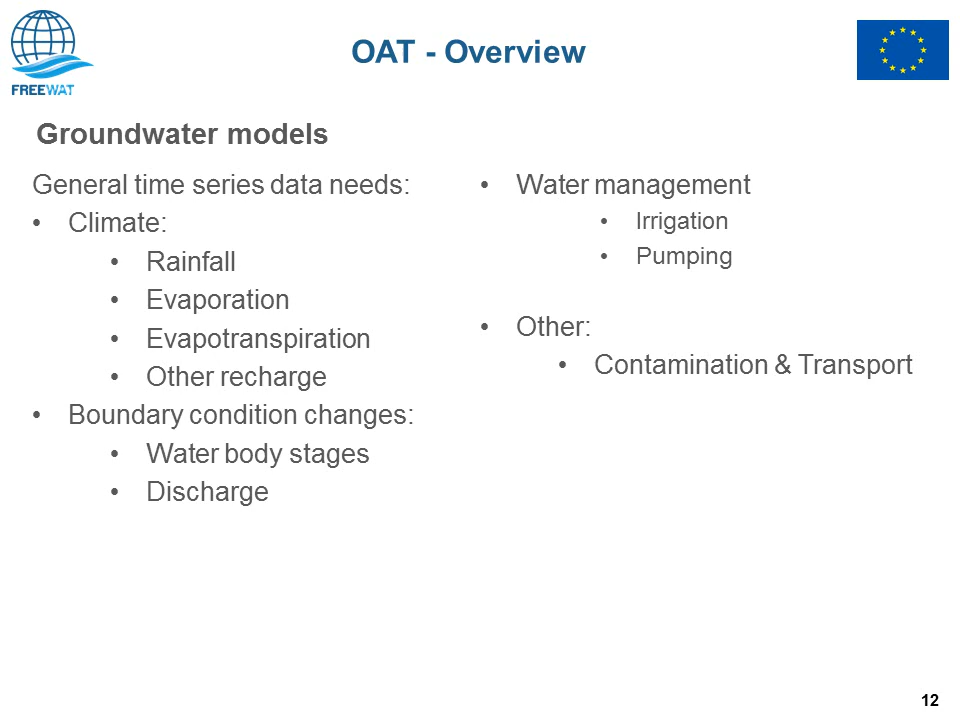 OAT - Overview
FREEWAT
Groundwater models
General time series data needs:
• Climate:
• Rainfall
• Evaporation
• Evapotranspiration
• Other recharge
• Boundary condition changes:
• Water body stages
• Discharge
• Water management
• Irrigation
• Pumping
• Other:
• Contamination & Transport
12